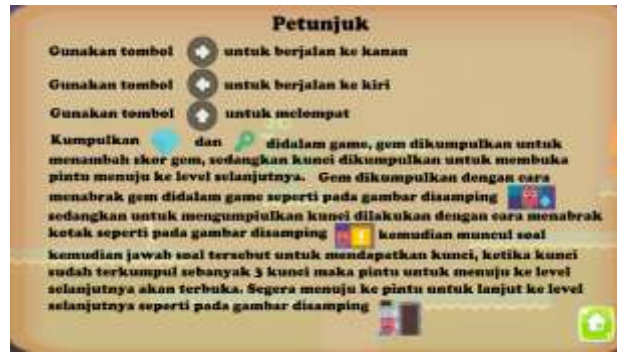 Petunjuk
Gunakan tombol untuk berjalan ke kanan
Gunakan tombol untuk berjalan ke kiri
Gunakan tombol untuk melompat
Kumpulkan dan didalam game, gem dikumpulkan untuk
menambah skor gem, sedangkan kunci dikumpulkan untuk membuka
pintu menuju ke level selanjutnya. Gem dikumpulkan dengan cara
menabrak gem didalam game seperti pada gambar disamping
sedangkan untuk mengumpiulkan kunci dilakukan dengan cara menabrak
kotak seperti pada gambar disamping kemudian muncul soal
kemudian jawab soal tersebut untuk mendapatkan kunci, ketika kunci
sudah terkumpul sebanyak 3 kunci maka pintu untuk menuju ke level
selanjutnya akan terbuka. Segera menuju ke pintu untuk lanjut ke level
selanjutnya seperti pada gambar disamping